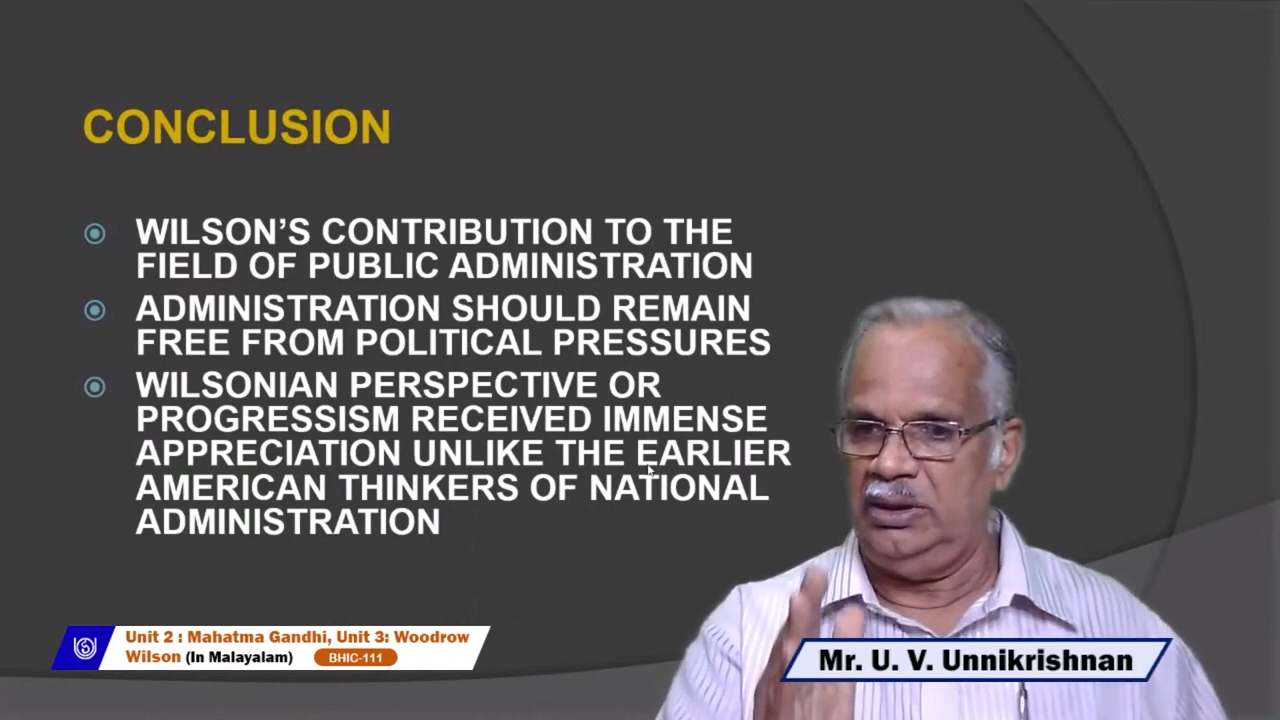 CONCLUSION
WILSON'S CONTRIBUTION TO THE
FIELD OF PUBLIC ADMINISTRATION
ADMINISTRATION SHOULD REMAIN
FREE FROM POLITICAL PRESSURES
WILSONIAN PERSPECTIVE OR
PROGRESSISM RECEIVED IMMENSE
APPRECIATION UNLIKE THE EARLIER
AMERICAN THINKERS OF NATIONAL
ADMINISTRATION
Unit 2 : Mahatma Gandhi, Unit 3: Woodrow
Wilson (In Malayalam) BHIC-111
Mr. U. V. Unnikrishnan